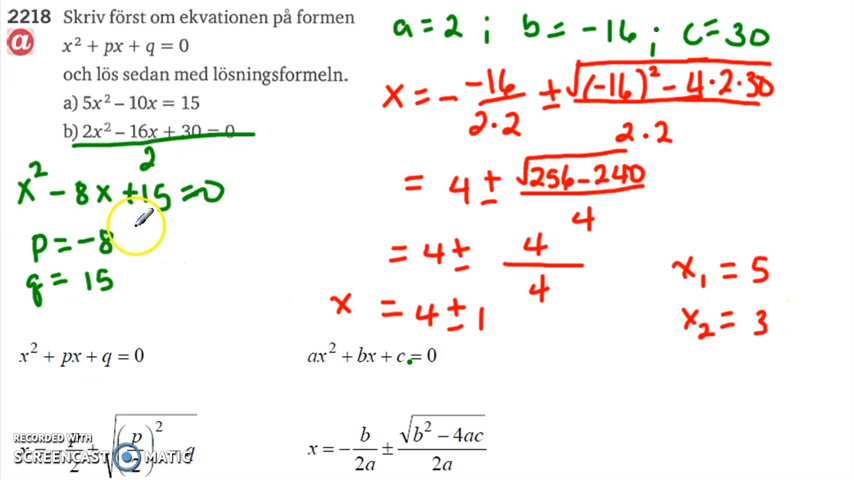 2218 Skriv först om ekvationen på formen
a x² + px + q = 0
och lös sedan med lösningsformeln.
a) 5x² – 10x = 15
b) 2x² – 16x + 30 = 0
2
x² - 8x + 15 = 0
p = -8
q = 15
a = 2 ; b = -16 ; c = 30
x = - -16/2·2 ± √(-16)² - 4·2·30/2·2
= 4 ± √256-240/4
= 4 ± 4/4
x = 4 ± 1
x₁ = 5
x₂ = 3
x² + px + q = 0
ax² + bx + c = 0
x = – p/2 ± √(p/2)² – q
x = – b/2a ± √b² – 4ac/2a
RECORDED WITH
SCREENCAST MATIC